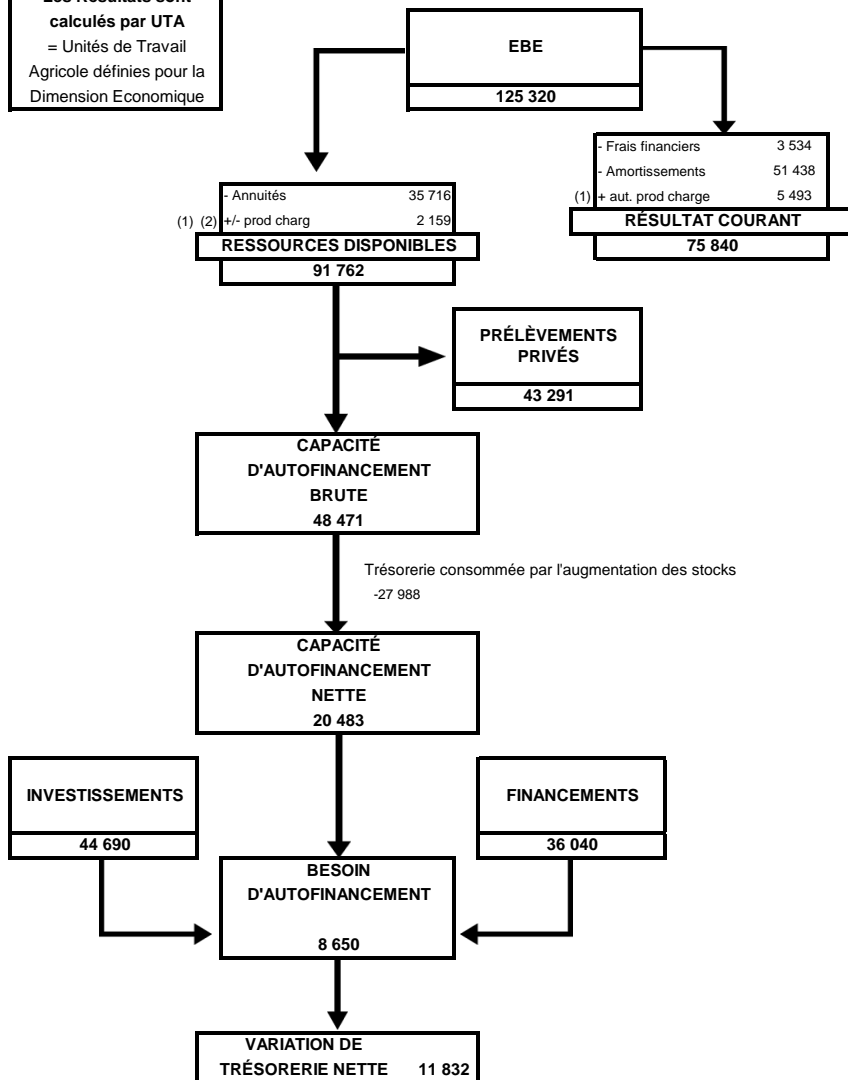 Les Résultats sont
calculés par UTA
= Unités de Travail
Agricole définies pour la
Dimension Economique
EBE
125 320
- Frais financiers 3 534
- Amortissements 51 438
(1) + aut. prod charge 5 493
RÉSULTAT COURANT
75 840
- Annuités 35 716
(1) (2) +/- prod charg 2 159
RESSOURCES DISPONIBLES
91 762
PRÉLÈVEMENTS
PRIVÉS
43 291
CAPACITÉ
D'AUTOFINANCEMENT
BRUTE
48 471
Trésorerie consommée par l'augmentation des stocks
-27 988
CAPACITÉ
D'AUTOFINANCEMENT
NETTE
20 483
INVESTISSEMENTS
44 690
FINANCEMENTS
36 040
BESOIN
D'AUTOFINANCEMENT
8 650
VARIATION DE
TRÉSORERIE NETTE 11 832